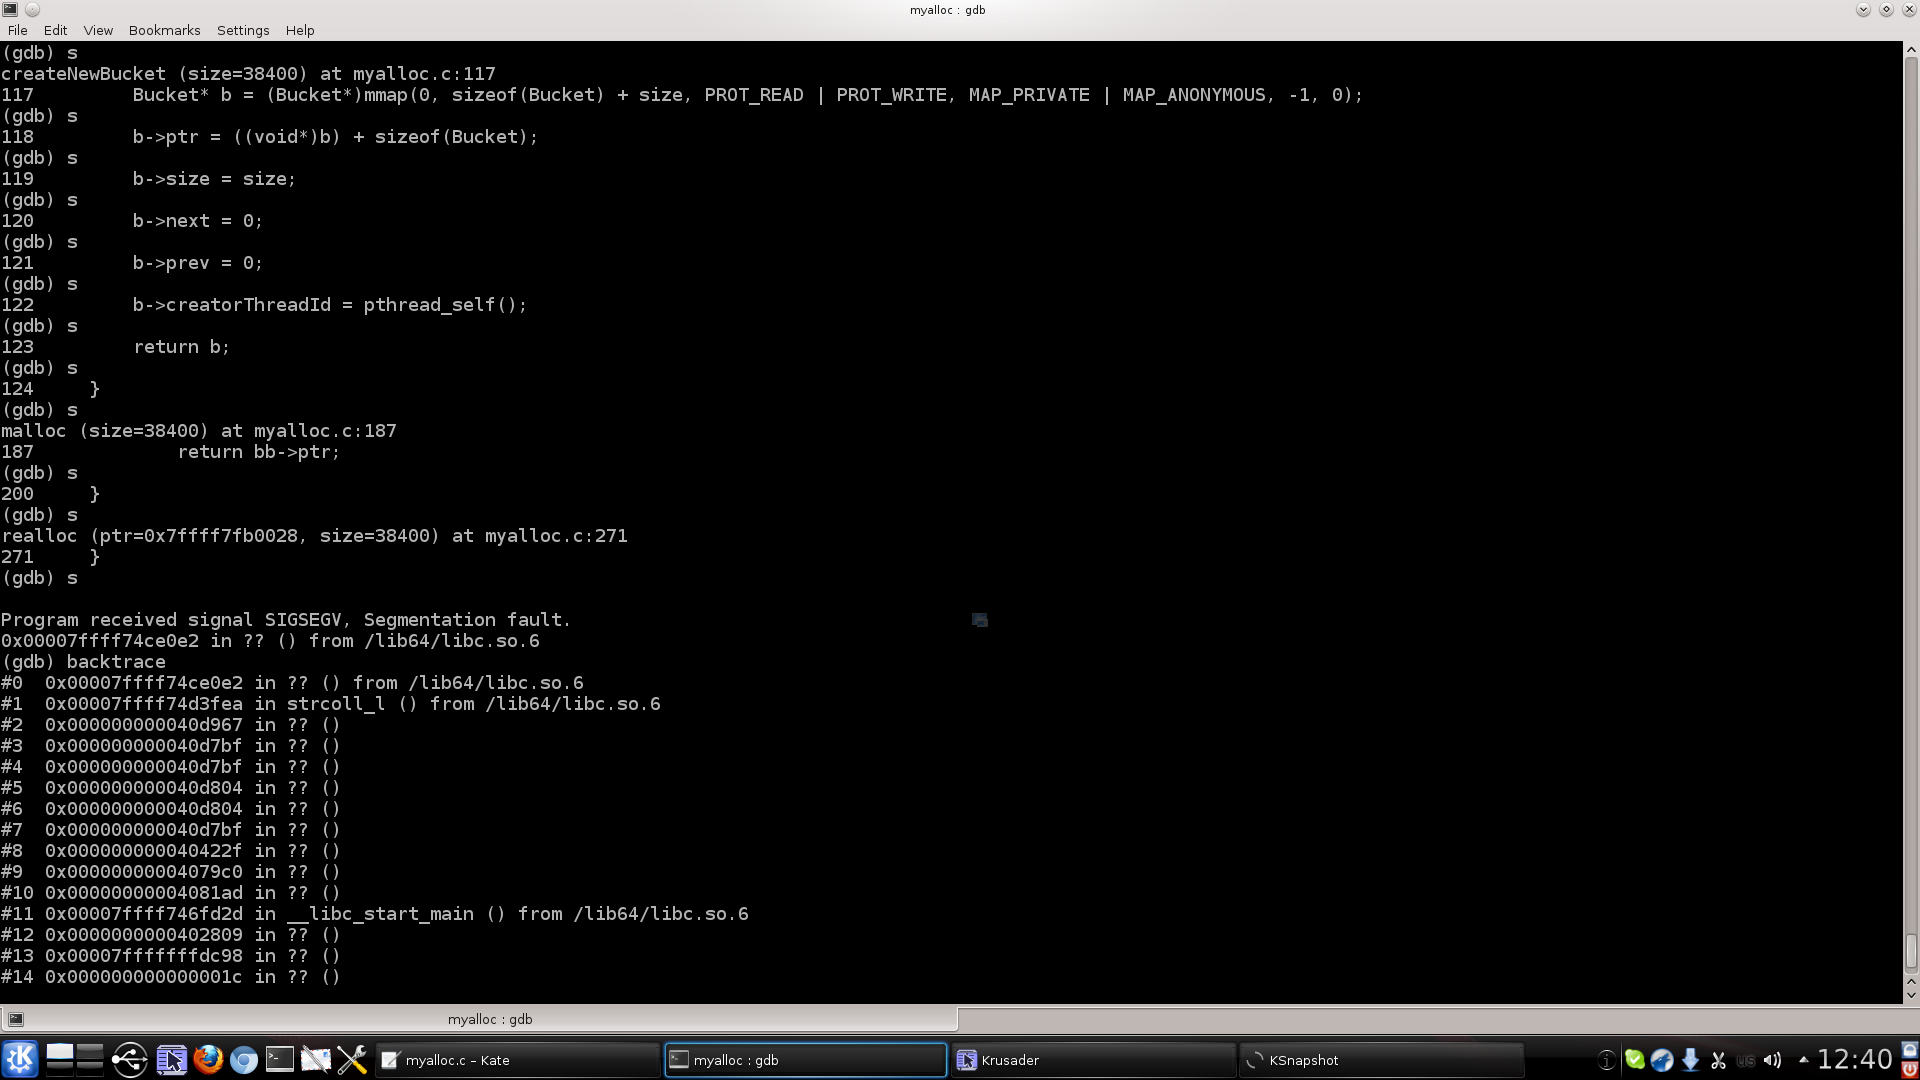 myalloc : gdb
File Edit View Bookmarks Settings Help
(gdb) s
createNewBucket (size=38400) at myalloc.c:117
117         Bucket* b = (Bucket*)mmap(0, sizeof(Bucket) + size, PROT_READ | PROT_WRITE, MAP_PRIVATE | MAP_ANONYMOUS, -1, 0);
(gdb) s
118         b->ptr = ((void*)b) + sizeof(Bucket);
(gdb) s
119         b->size = size;
(gdb) s
120         b->next = 0;
(gdb) s
121         b->prev = 0;
(gdb) s
122         b->creatorThreadId = pthread_self();
(gdb) s
123         return b;
(gdb) s
124     }
(gdb) s
malloc (size=38400) at myalloc.c:187
187             return bb->ptr;
(gdb) s
200     }
(gdb) s
realloc (ptr=0x7ffff7fb0028, size=38400) at myalloc.c:271
271     }
(gdb) s
Program received signal SIGSEGV, Segmentation fault.
0x00007ffff74ce0e2 in ?? () from /lib64/libc.so.6
(gdb) backtrace
#0  0x00007ffff74ce0e2 in ?? () from /lib64/libc.so.6
#1  0x00007ffff74d3fea in strcoll_l () from /lib64/libc.so.6
#2  0x000000000040d967 in ?? ()
#3  0x000000000040d7bf in ?? ()
#4  0x000000000040d7bf in ?? ()
#5  0x000000000040d804 in ?? ()
#6  0x000000000040d804 in ?? ()
#7  0x000000000040d7bf in ?? ()
#8  0x000000000040422f in ?? ()
#9  0x00000000004079c0 in ?? ()
#10 0x00000000004081ad in ?? ()
#11 0x00007ffff746fd2d in __libc_start_main () from /lib64/libc.so.6
#12 0x0000000000402809 in ?? ()
#13 0x00007fffffffdc98 in ?? ()
#14 0x000000000000001c in ?? ()
myalloc : gdb
myalloc.c – Kate
myalloc : gdb
Krusader
KSnapshot
us
12:40